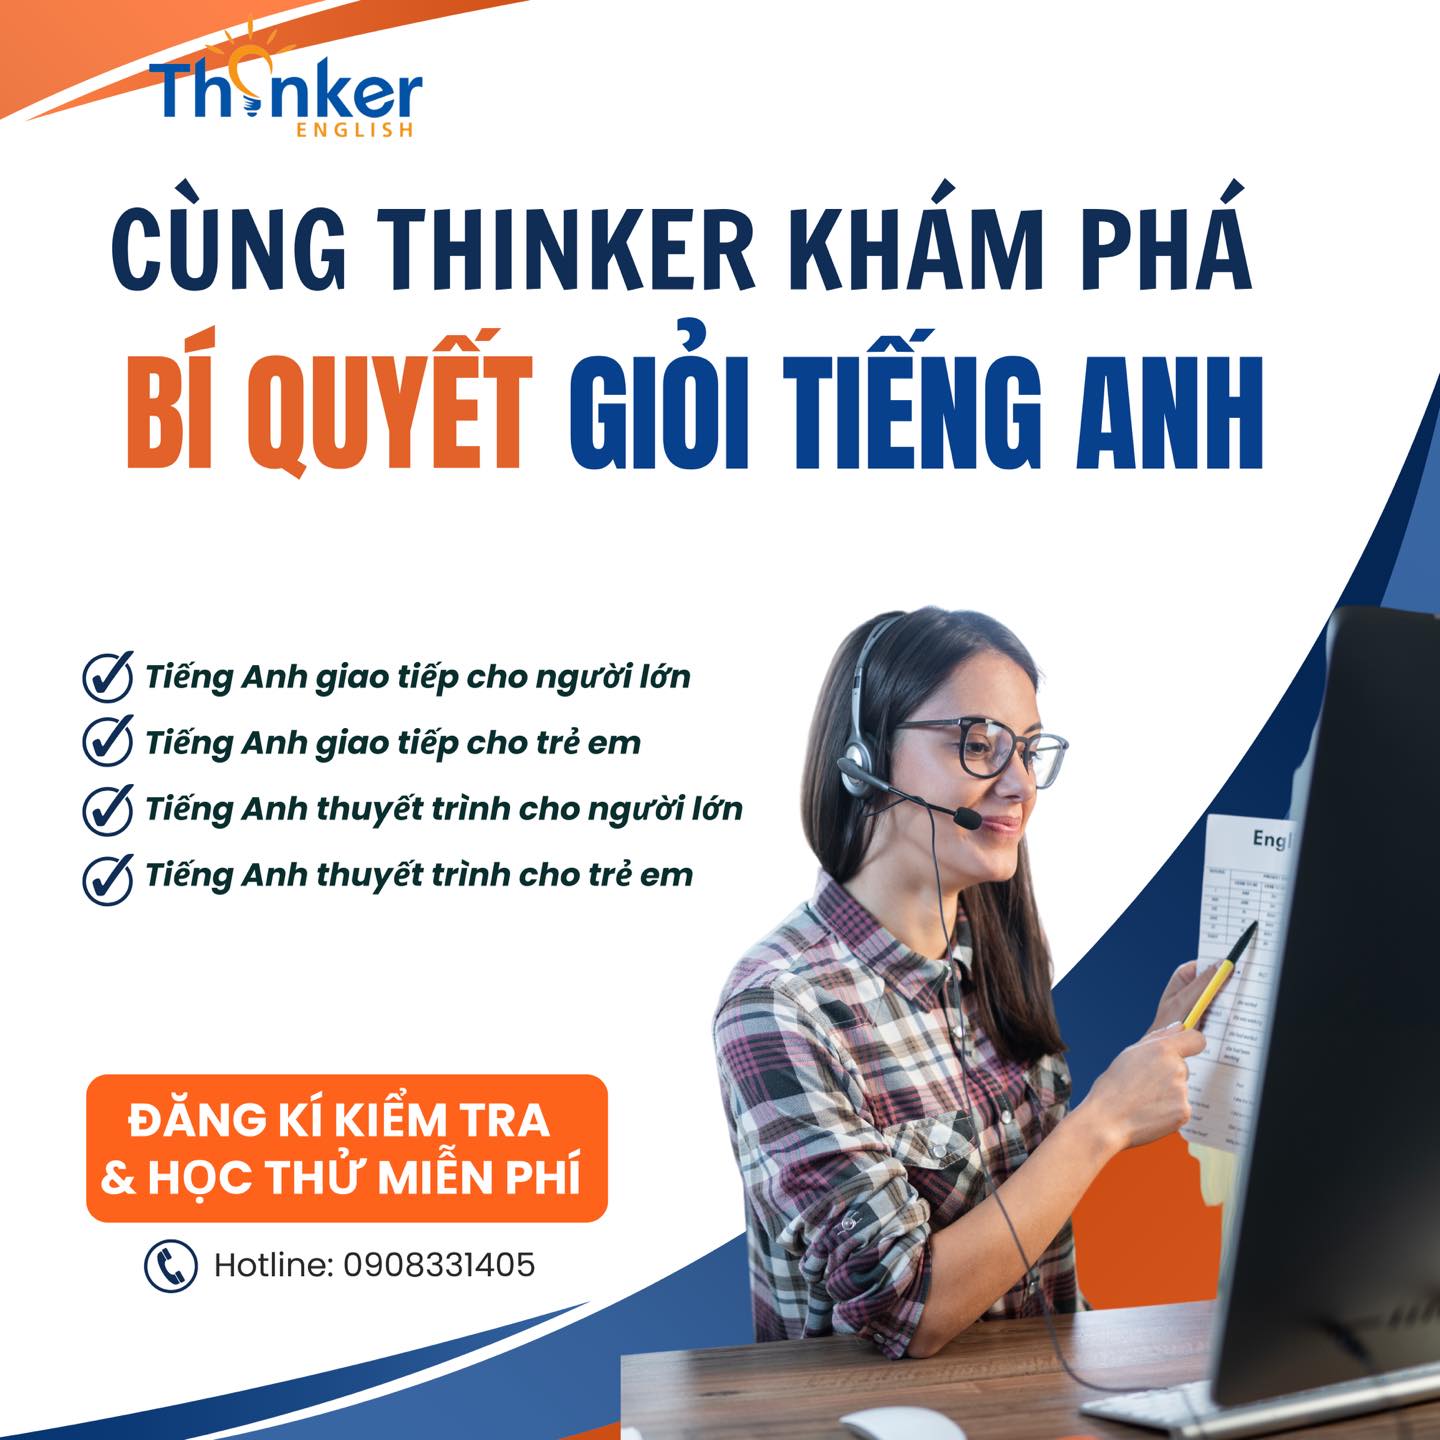 Thinker
ENGLISH
CÙNG THINKER KHÁM PHÁ
BÍ QUYẾT GIỎI TIẾNG ANH
Tiếng Anh giao tiếp cho người lớn
Tiếng Anh giao tiếp cho trẻ em
Tiếng Anh thuyết trình cho người lớn
Tiếng Anh thuyết trình cho trẻ em
Engl
ĐĂNG KÍ KIỂM TRA
& HỌC THỬ MIỄN PHÍ
Hotline: 0908331405